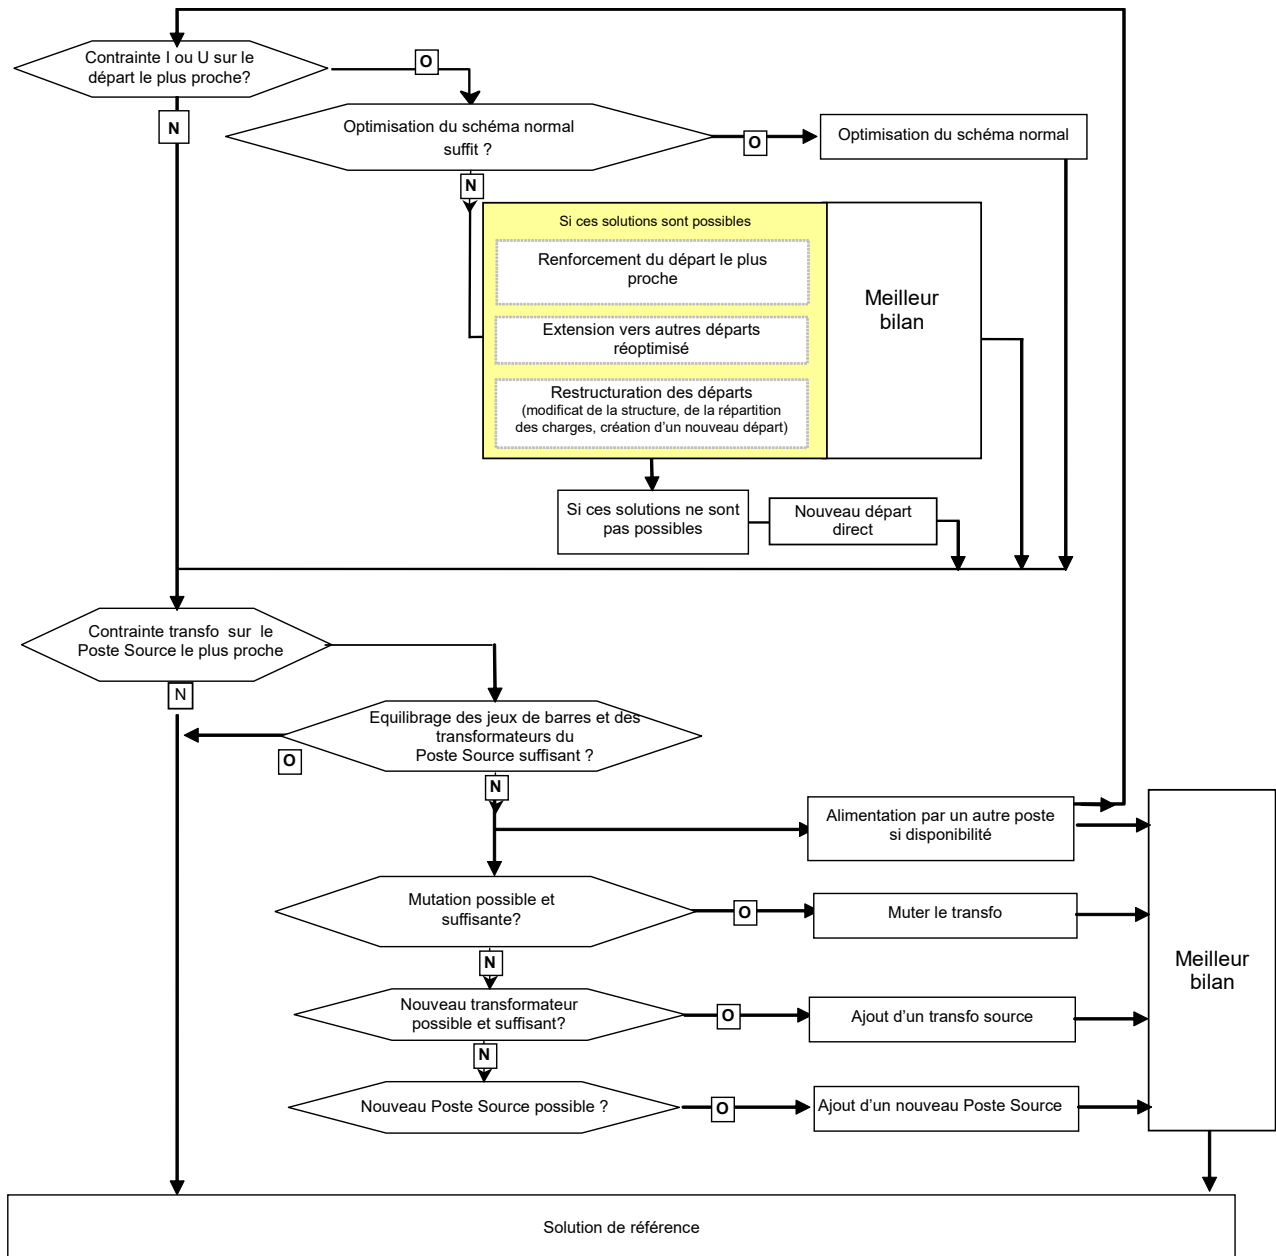 Contrainte I ou U sur le
départ le plus proche?
O
N
Optimisation du schéma normal
suffit ?
O
Optimisation du schéma normal
N
Si ces solutions sont possibles
Renforcement du départ le plus
proche
Extension vers autres départs
réoptimisé
Restructuration des départs
(modificat de la structure, de la répartition
des charges, création d'un nouveau départ)
Meilleur
bilan
Si ces solutions ne sont
pas possibles
Nouveau départ
direct
Contrainte transfo sur le
Poste Source le plus proche
N
Equilibrage des jeux de barres et des
transformateurs du
Poste Source suffisant ?
O
N
Alimentation par un autre poste
si disponibilité
Mutation possible et
suffisante?
O
Muter le transfo
N
Nouveau transformateur
possible et suffisant?
O
Ajout d'un transfo source
N
Nouveau Poste Source possible ?
O
Ajout d'un nouveau Poste Source
Meilleur
bilan
Solution de référence